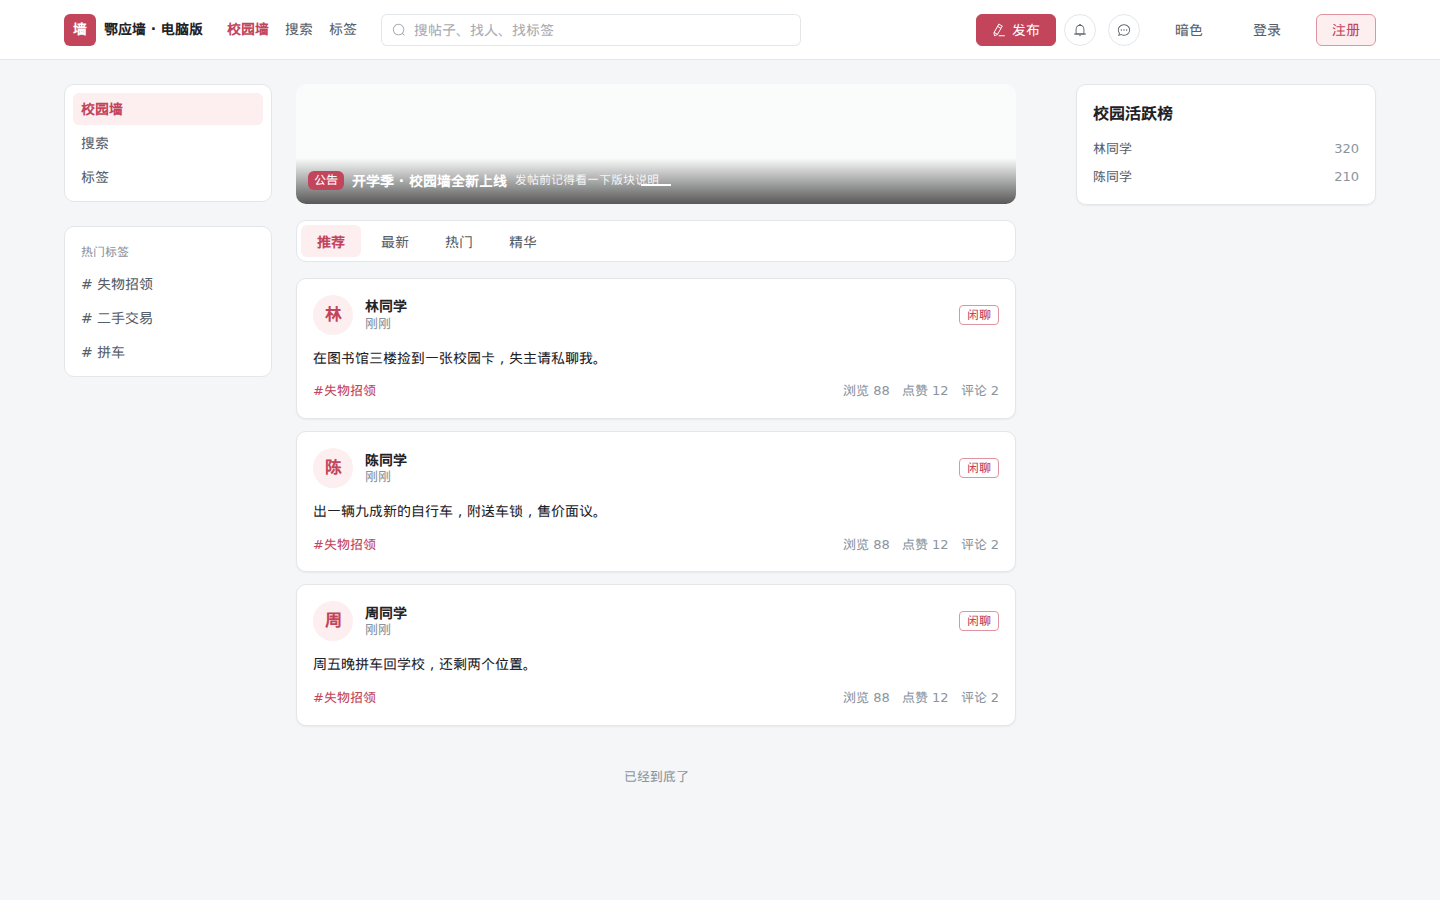 墙 鄂应墙 · 电脑版 校园墙 搜索 标签 搜帖子、找人、找标签 发布 暗色 登录 注册
校园墙
搜索
标签
热门标签
# 失物招领
# 二手交易
# 拼车
公告 开学季 · 校园墙全新上线 发帖前记得看一下版块说明
推荐 最新 热门 精华
林 林同学 闲聊
刚刚
在图书馆三楼捡到一张校园卡，失主请私聊我。
#失物招领 浏览 88 点赞 12 评论 2
陈 陈同学 闲聊
刚刚
出一辆九成新的自行车，附送车锁，售价面议。
#失物招领 浏览 88 点赞 12 评论 2
周 周同学 闲聊
刚刚
周五晚拼车回学校，还剩两个位置。
#失物招领 浏览 88 点赞 12 评论 2
已经到底了
校园活跃榜
林同学 320
陈同学 210